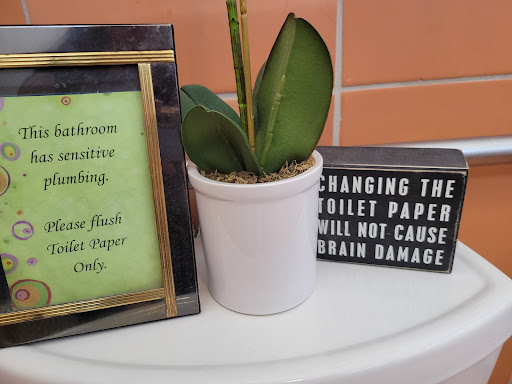 This bathroom
has sensitive
plumbing.
Please flush
Toilet Paper
Only.
CHANGING THE
TOILET PAPER
WILL NOT CAUSE
BRAIN DAMAGE